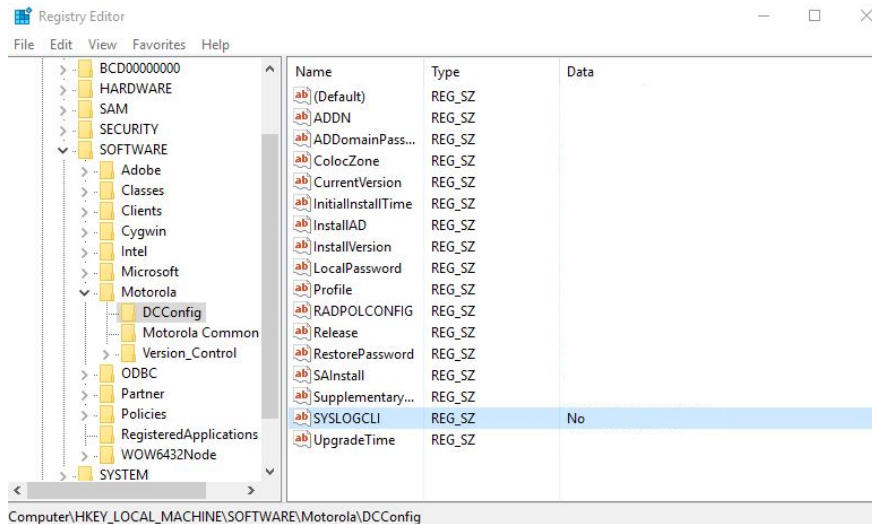 Registry Editor
File Edit View Favorites Help
BCD00000000
HARDWARE
SAM
SECURITY
SOFTWARE
Adobe
Classes
Clients
Cygwin
Intel
Microsoft
Motorola
DCConfig
Motorola Common
Version_Control
ODBC
Partner
Policies
RegisteredApplications
WOW6432Node
SYSTEM
Name Type Data
(Default) REG_SZ
ADDN REG_SZ
ADDomainPass... REG_SZ
ColocZone REG_SZ
CurrentVersion REG_SZ
InitialInstallTime REG_SZ
InstallAD REG_SZ
InstallVersion REG_SZ
LocalPassword REG_SZ
Profile REG_SZ
RADPOLCONFIG REG_SZ
Release REG_SZ
RestorePassword REG_SZ
SAInstall REG_SZ
Supplementary... REG_SZ
SYSLOGCLI REG_SZ No
UpgradeTime REG_SZ
Computer\HKEY_LOCAL_MACHINE\SOFTWARE\Motorola\DCConfig